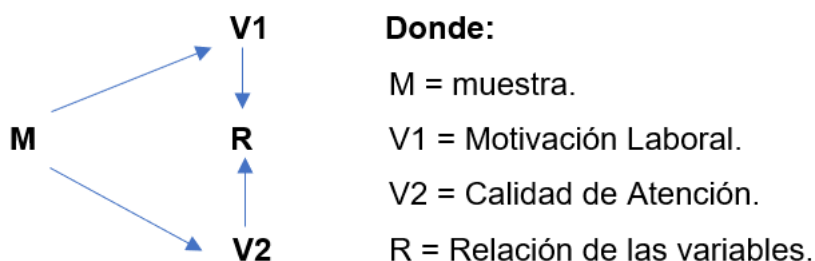 V1
M
R
V2
Donde:
M = muestra.
V1 = Motivación Laboral.
V2 = Calidad de Atención.
R = Relación de las variables.